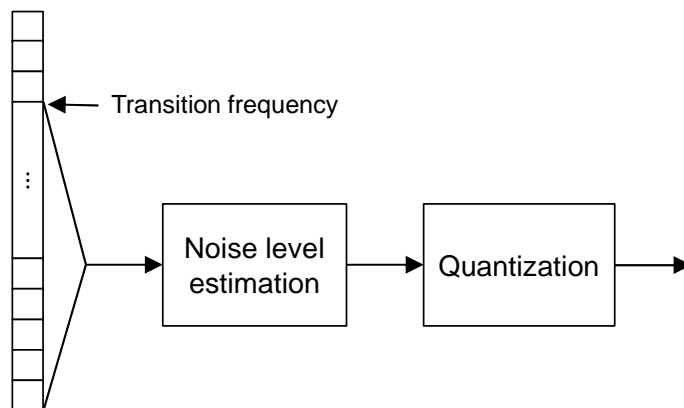 Transition frequency
...
Noise level
estimation
Quantization